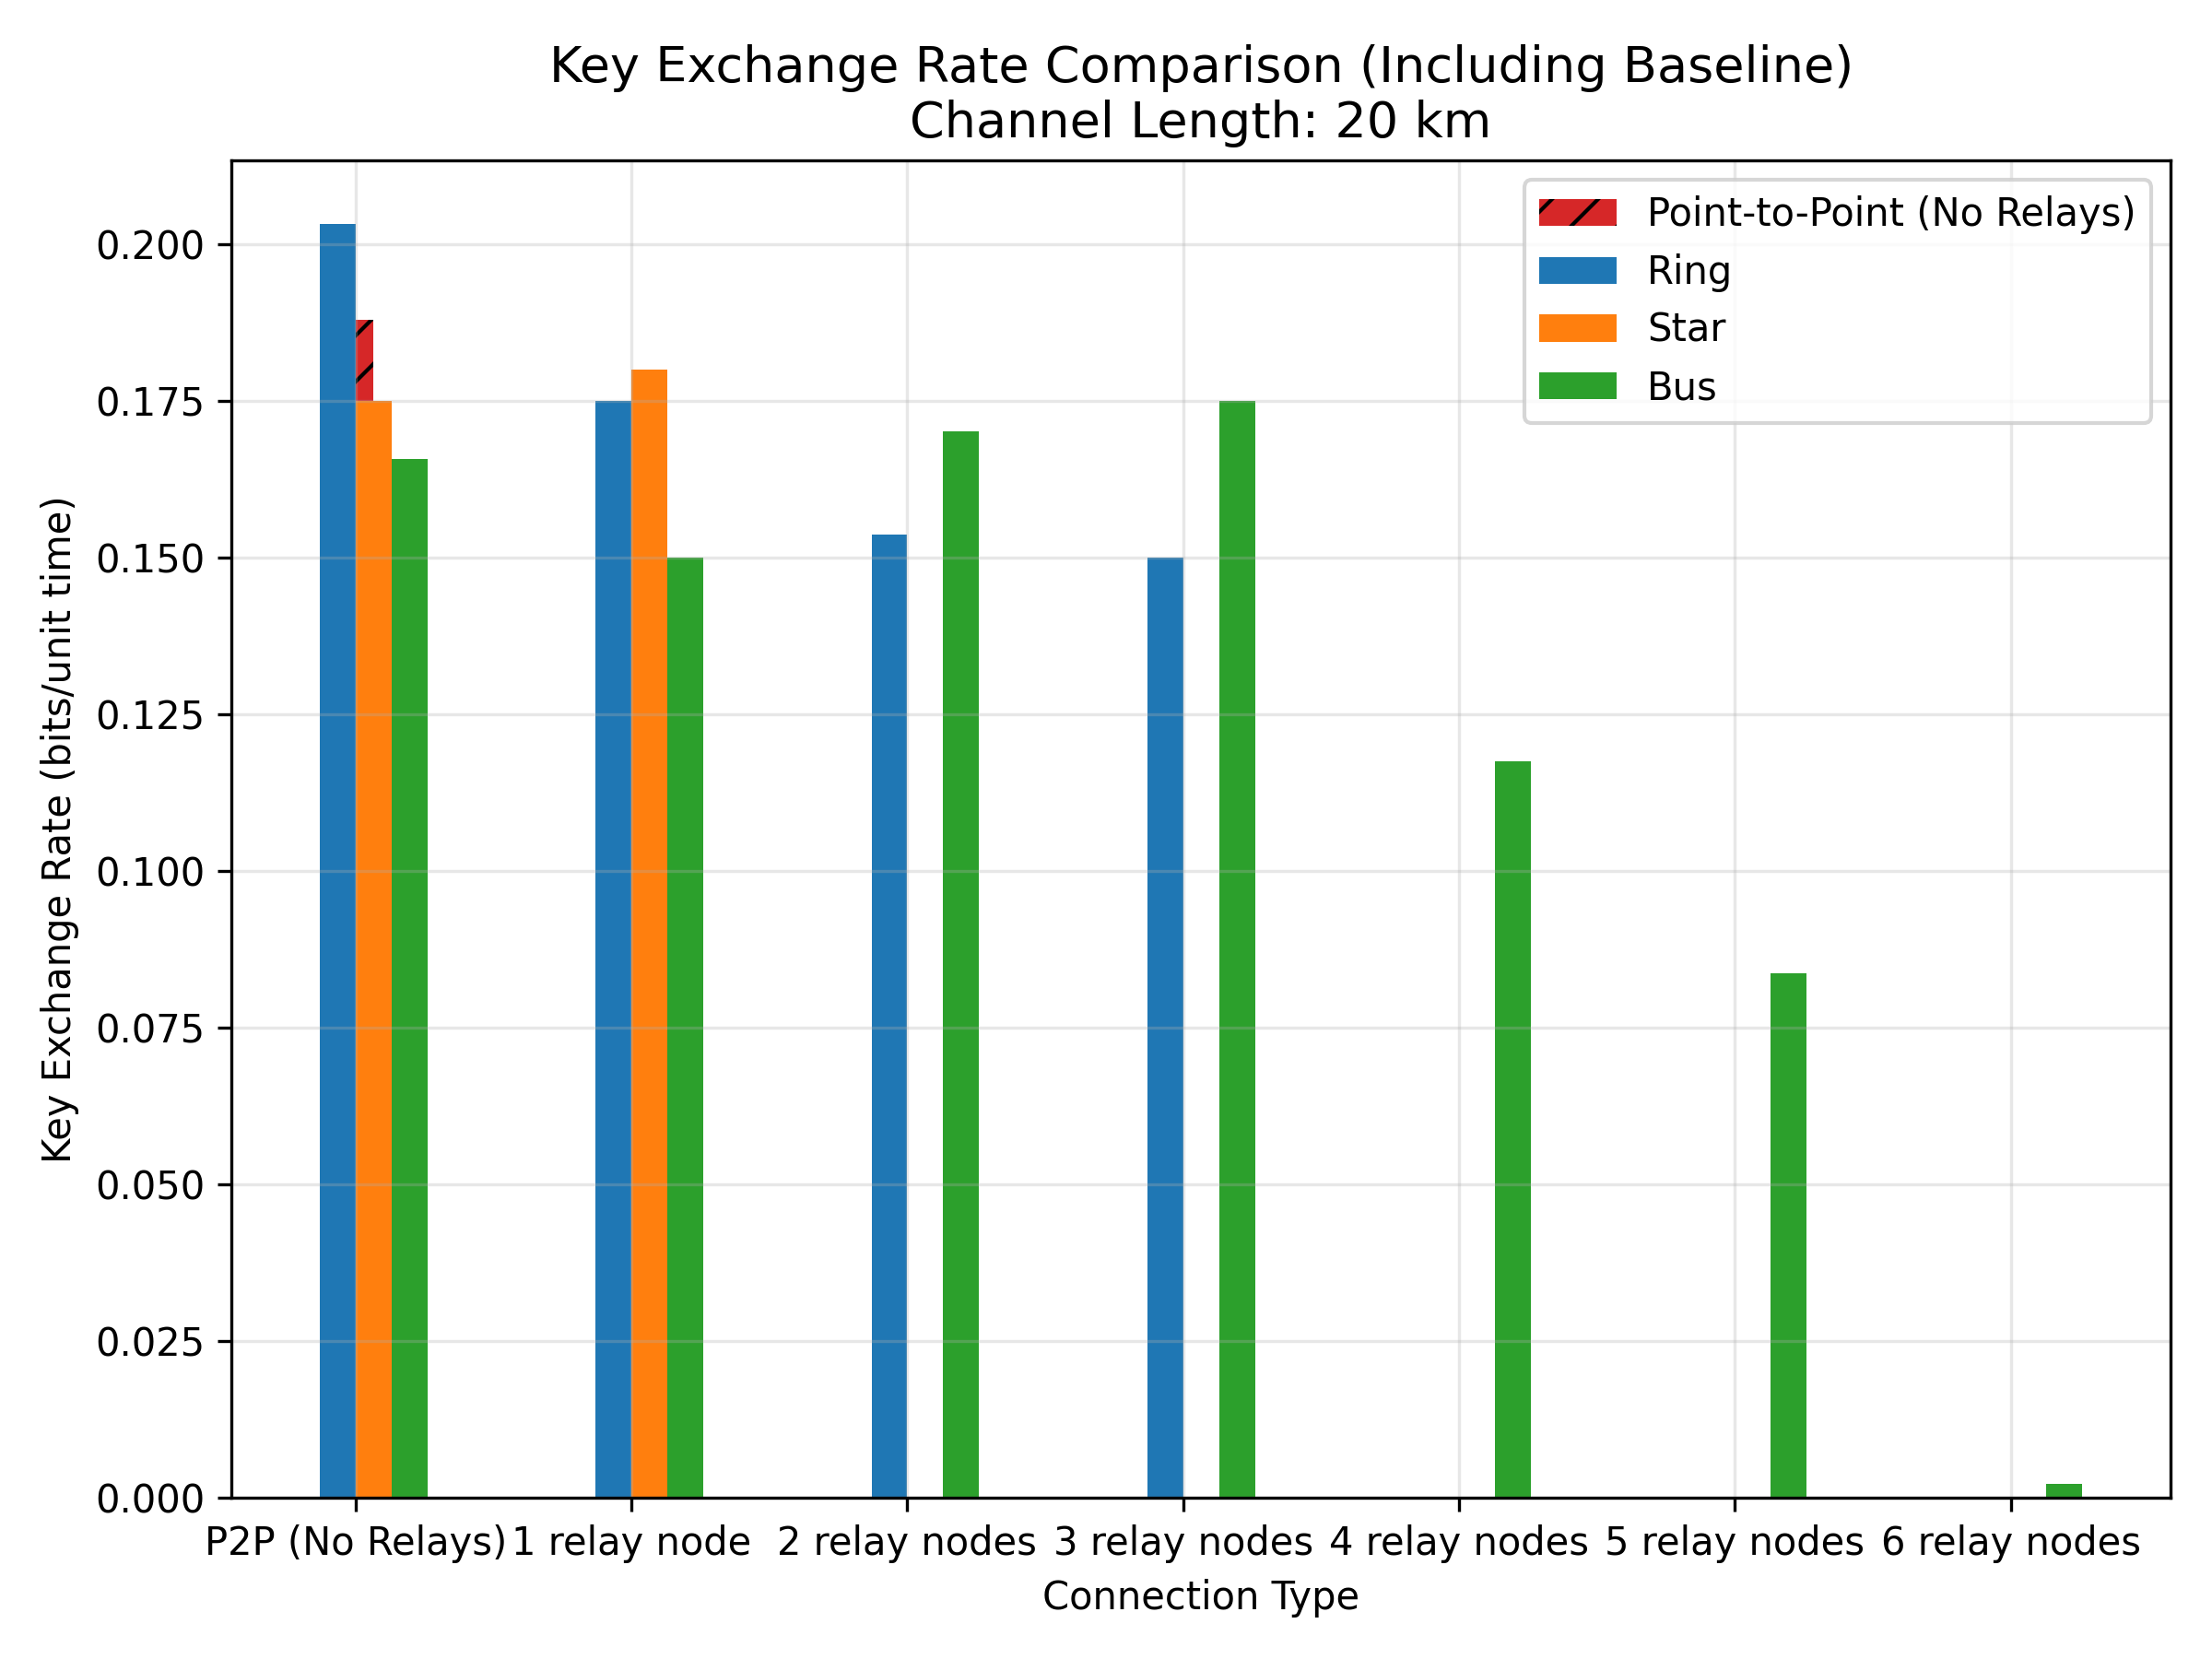 Key Exchange Rate Comparison (Including Baseline)
Channel Length: 20 km
Point-to-Point (No Relays)
Ring
Star
Bus
Key Exchange Rate (bits/unit time)
0.200
0.175
0.150
0.125
0.100
0.075
0.050
0.025
0.000
P2P (No Relays) 1 relay node 2 relay nodes 3 relay nodes 4 relay nodes 5 relay nodes 6 relay nodes
Connection Type